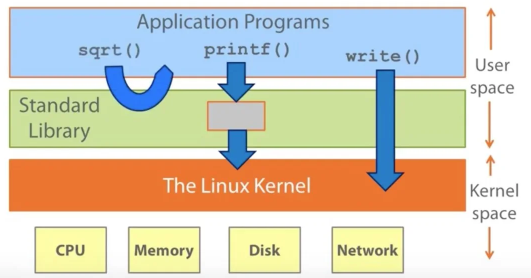 Application Programs
sqrt()
printf()
write()
User
space
Standard
Library
The Linux Kernel
Kernel
space
CPU
Memory
Disk
Network